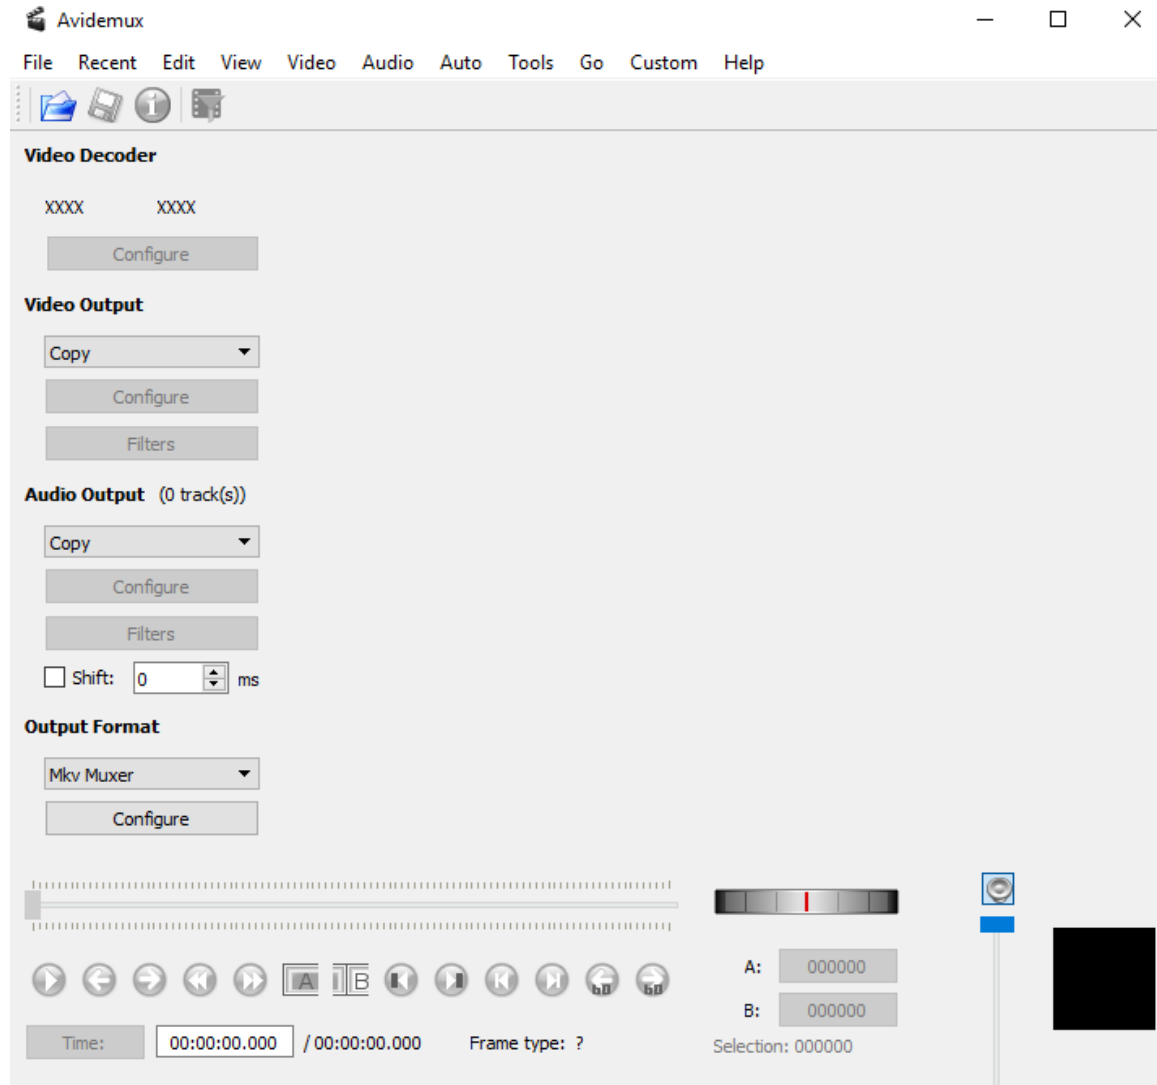 Avidemux
File Recent Edit View Video Audio Auto Tools Go Custom Help
Video Decoder
XXXX XXXX
Configure
Video Output
Copy
Configure
Filters
Audio Output (0 track(s))
Copy
Configure
Filters
Shift: 0 ms
Output Format
Mkv Muxer
Configure
A B 60 60
A: 000000
B: 000000
Time: 00:00:00.000 / 00:00:00.000 Frame type: ?
Selection: 000000